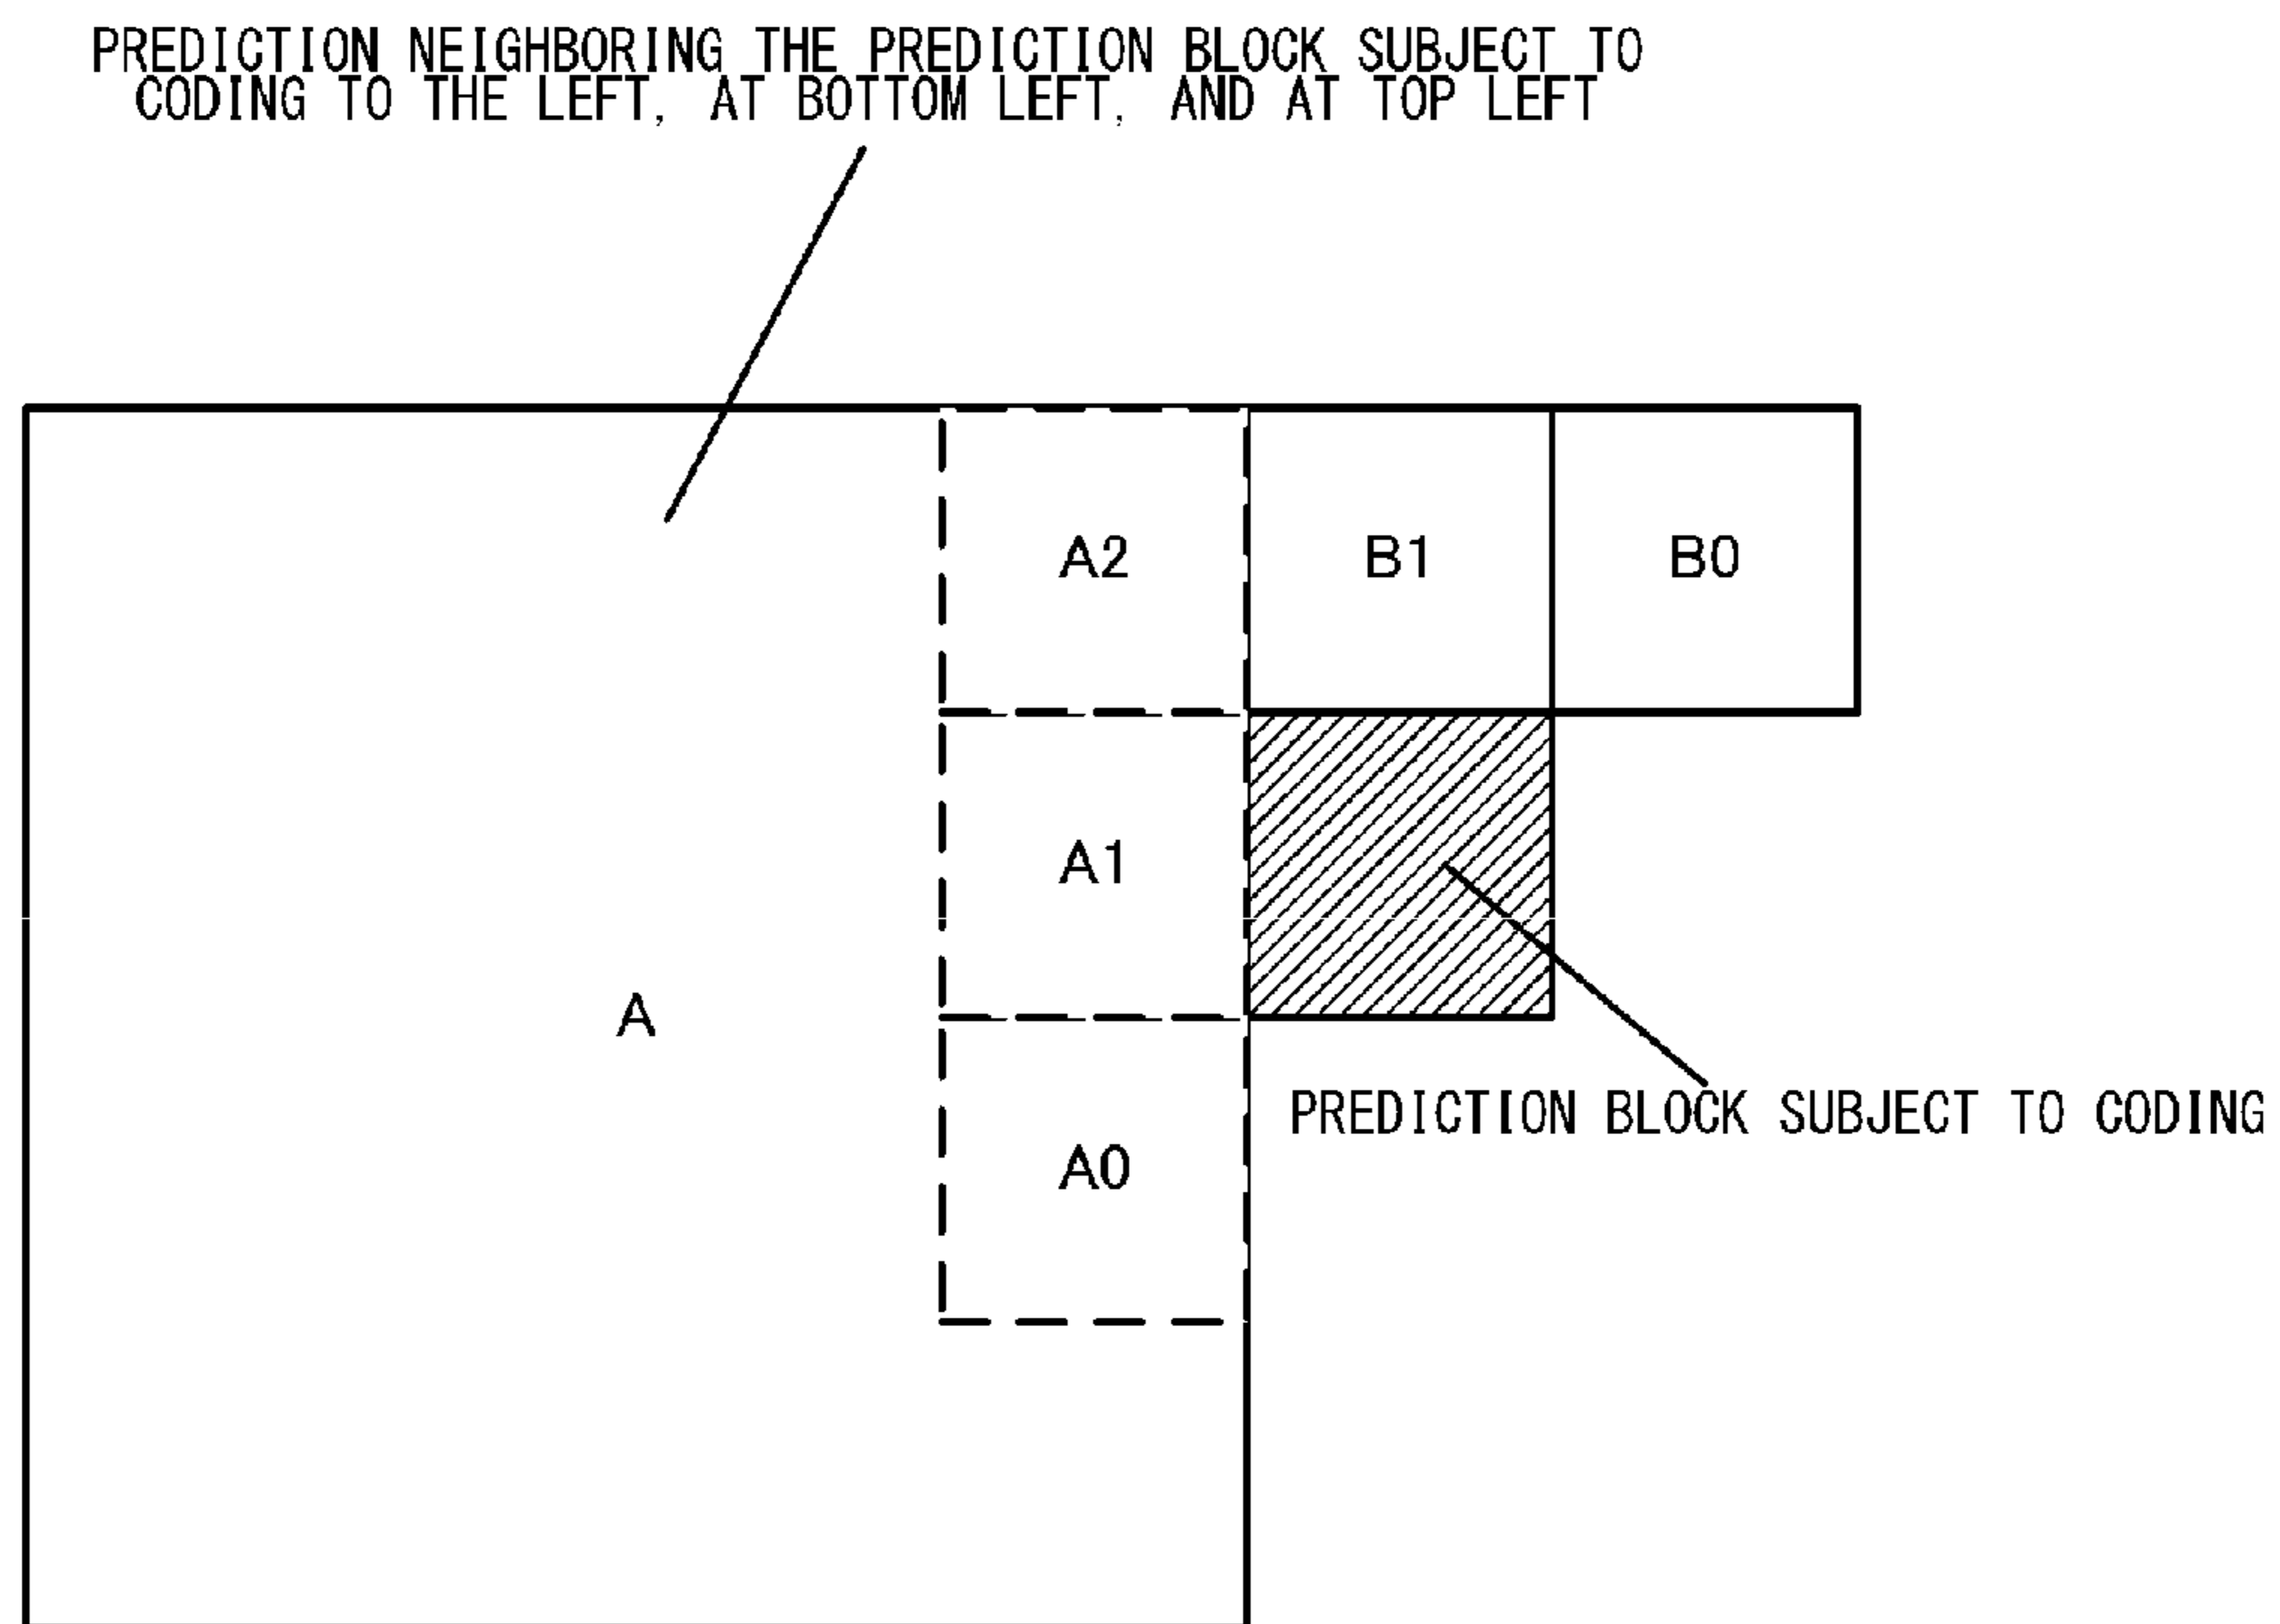 PREDICTION NEIGHBORING THE PREDICTION BLOCK SUBJECT TO
CODING TO THE LEFT, AT BOTTOM LEFT, AND AT TOP LEFT
A2
B1
B0
A1
A
A0
PREDICTION BLOCK SUBJECT TO CODING